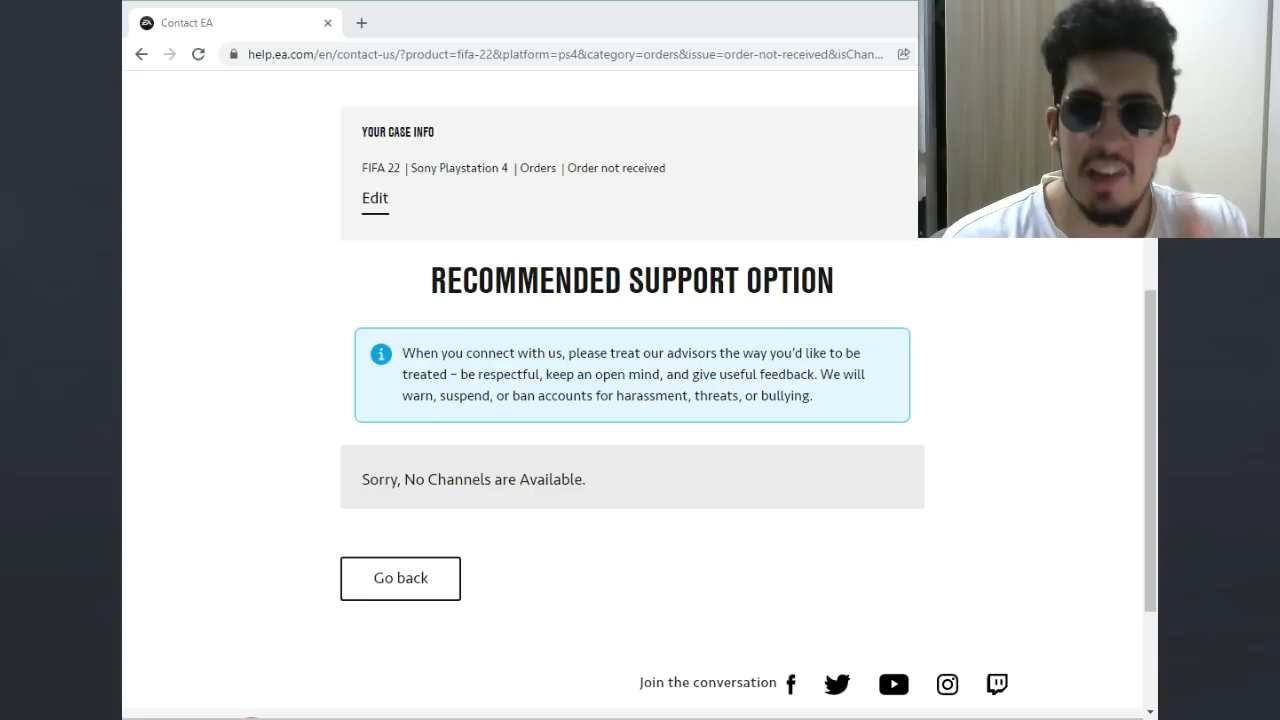 Contact EA
help.ea.com/en/contact-us/?product=fifa-22&platform=ps4&category=orders&issue=order-not-received&isChan...
YOUR CASE INFO
FIFA 22 | Sony Playstation 4 | Orders | Order not received
Edit
RECOMMENDED SUPPORT OPTION
When you connect with us, please treat our advisors the way you'd like to be
treated – be respectful, keep an open mind, and give useful feedback. We will
warn, suspend, or ban accounts for harassment, threats, or bullying.
Sorry, No Channels are Available.
Go back
Join the conversation